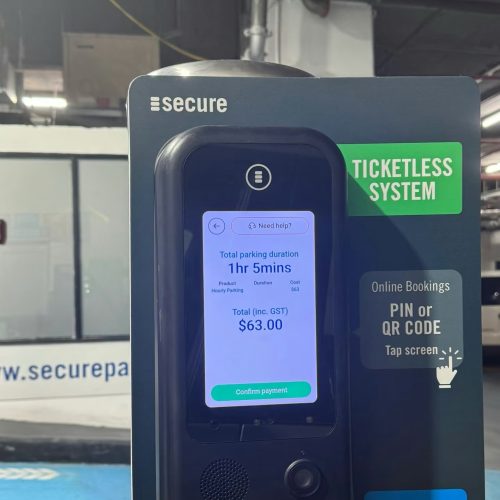 secure
TICKETLESS
SYSTEM
Need help?
Total parking duration
1hr 5mins
Product Duration Cost
Hourly Parking $63
Total (inc. GST)
$63.00
Confirm payment
Online Bookings
PIN or
QR CODE
Tap screen
w.securepa